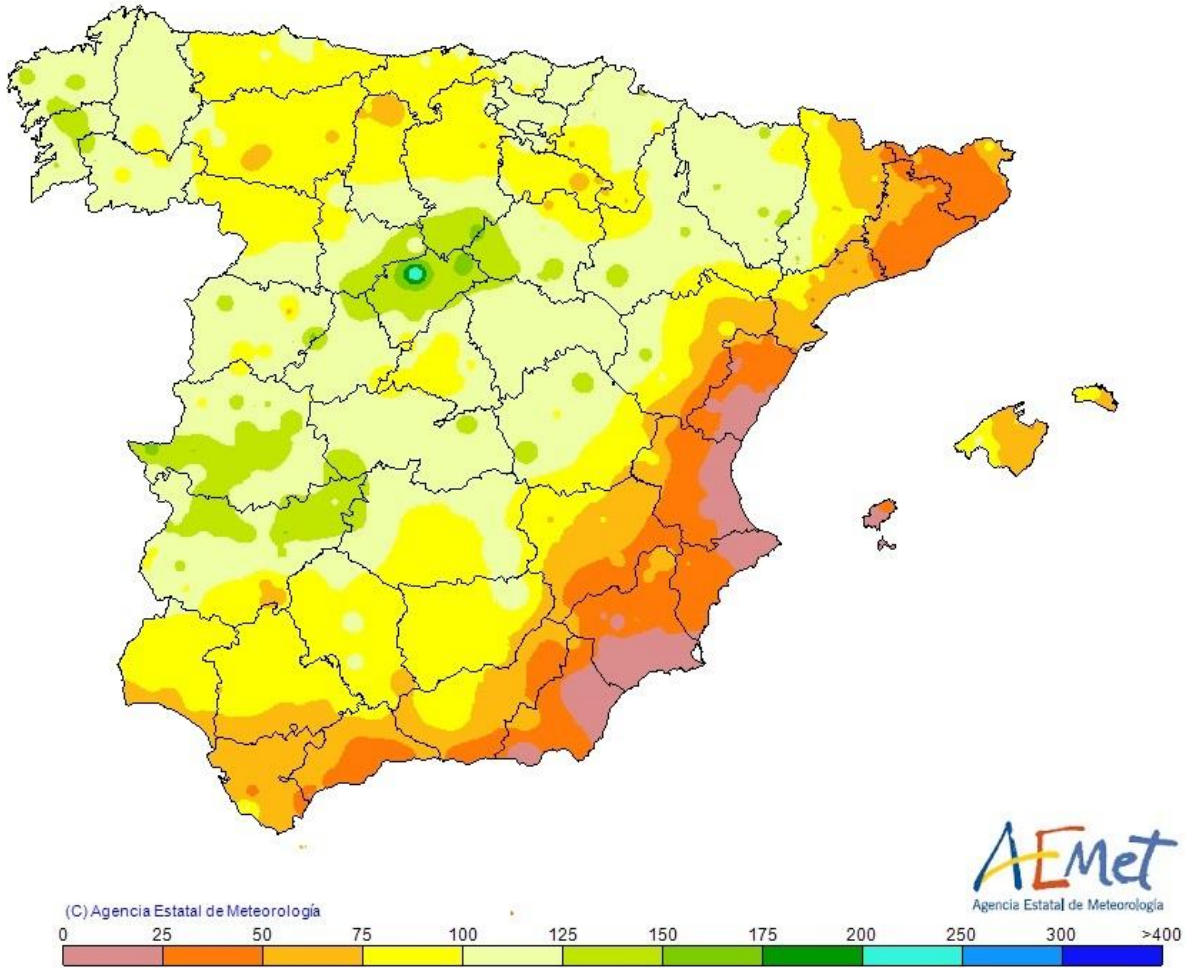 AEMet
Agencia Estatal de Meteorología
(C) Agencia Estatal de Meteorología
0 25 50 75 100 125 150 175 200 250 300 >400